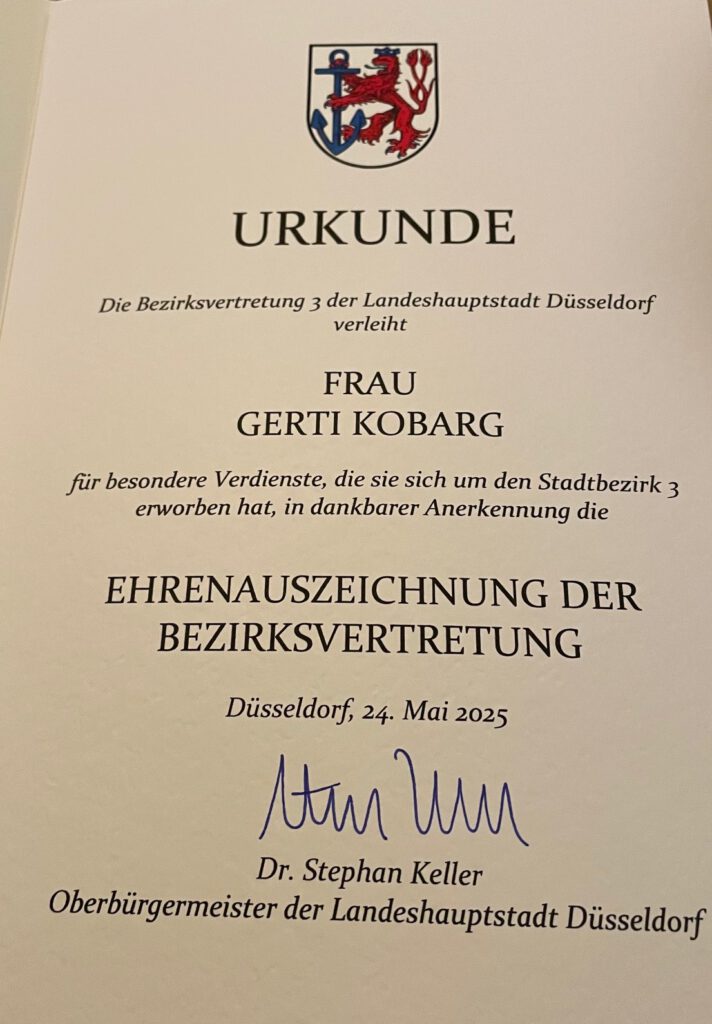 URKUNDE
Die Bezirksvertretung 3 der Landeshauptstadt Düsseldorf
verleiht
FRAU
GERTI KOBARG
für besondere Verdienste, die sie sich um den Stadtbezirk 3
erworben hat, in dankbarer Anerkennung die
EHRENAUSZEICHNUNG DER
BEZIRKSVERTRETUNG
Düsseldorf, 24. Mai 2025
Dr. Stephan Keller
Oberbürgermeister der Landeshauptstadt Düsseldorf